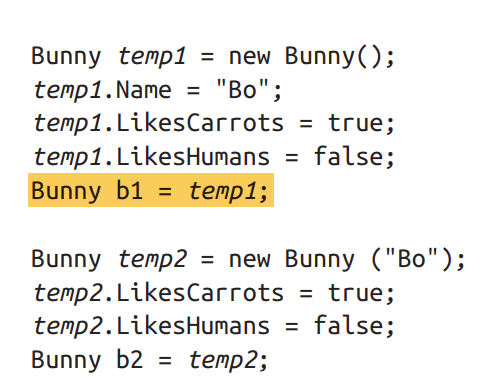 Bunny temp1 = new Bunny();
temp1.Name = "Bo";
temp1.LikesCarrots = true;
temp1.LikesHumans = false;
Bunny b1 = temp1;
Bunny temp2 = new Bunny ("Bo");
temp2.LikesCarrots = true;
temp2.LikesHumans = false;
Bunny b2 = temp2;